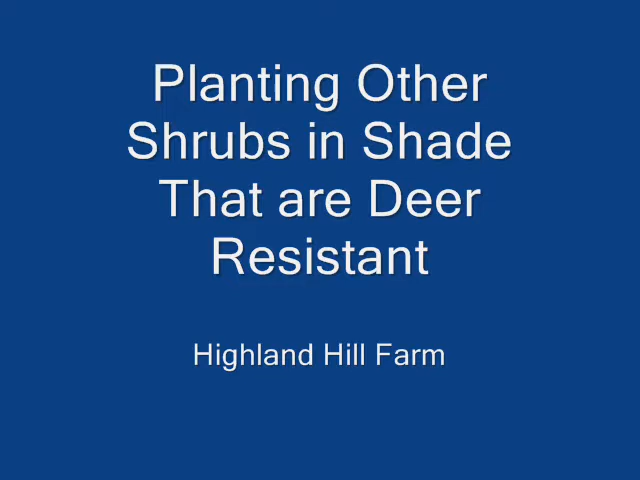 Planting Other
Shrubs in Shade
That are Deer
Resistant
Highland Hill Farm